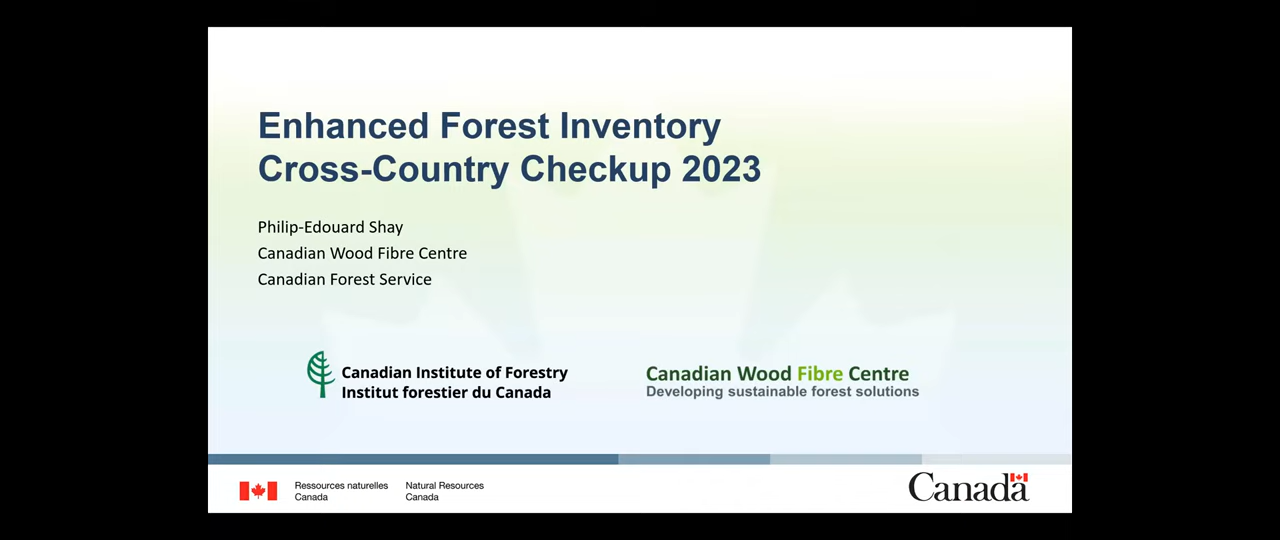 Enhanced Forest Inventory
Cross-Country Checkup 2023
Philip-Edouard Shay
Canadian Wood Fibre Centre
Canadian Forest Service
Canadian Institute of Forestry
Institut forestier du Canada
Canadian Wood Fibre Centre
Developing sustainable forest solutions
Ressources naturelles
Canada
Natural Resources
Canada
Canada